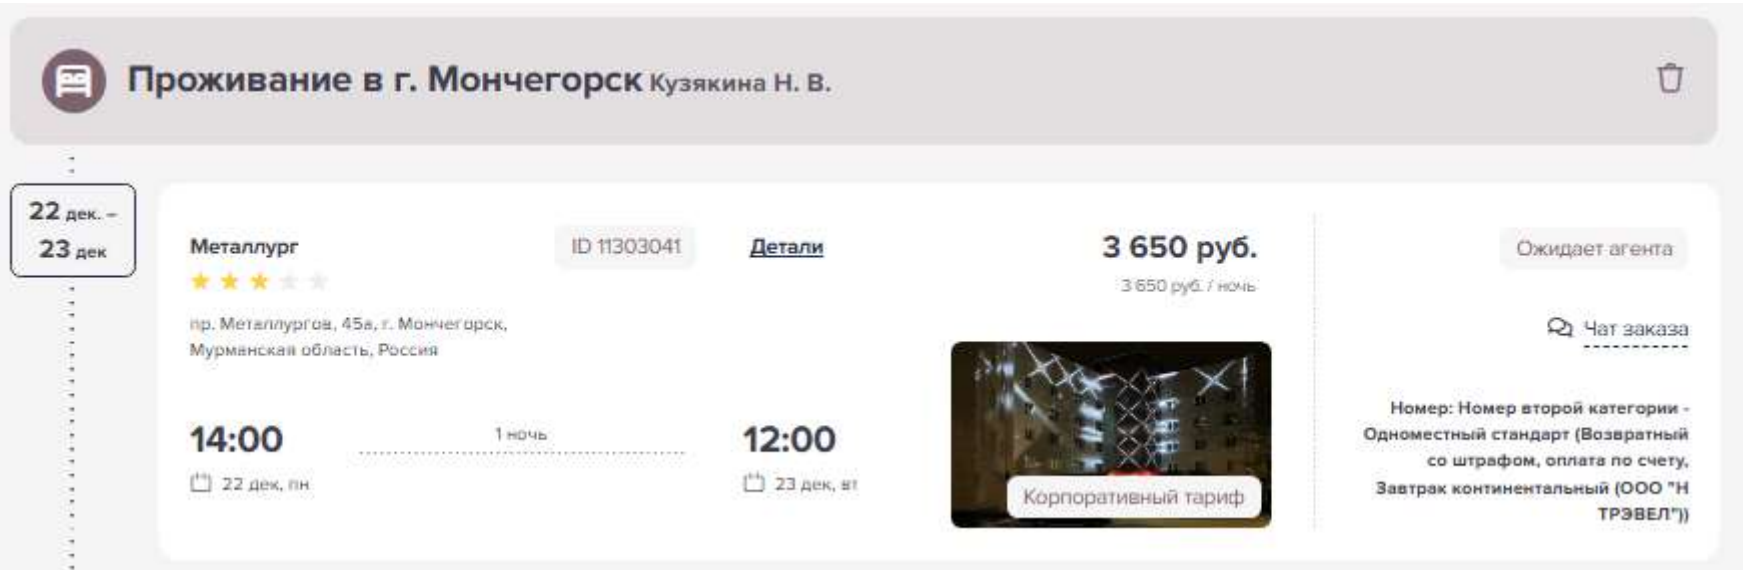 Проживание в г. Мончегорск Кузякина Н. В.
22 дек. –
23 дек
Металлург
ID 11303041
Детали
3 650 руб.
3 650 руб. / ночь
Ожидает агента
пр. Металлургов, 45а, г. Мончегорск,
Мурманская область, Россия
Чат заказа
14:00
1 ночь
12:00
22 дек, пн
23 дек, вт
Корпоративный тариф
Номер: Номер второй категории -
Одноместный стандарт (Возвратный
со штрафом, оплата по счету,
Завтрак континентальный (ООО "Н
ТРЭВЕЛ"))